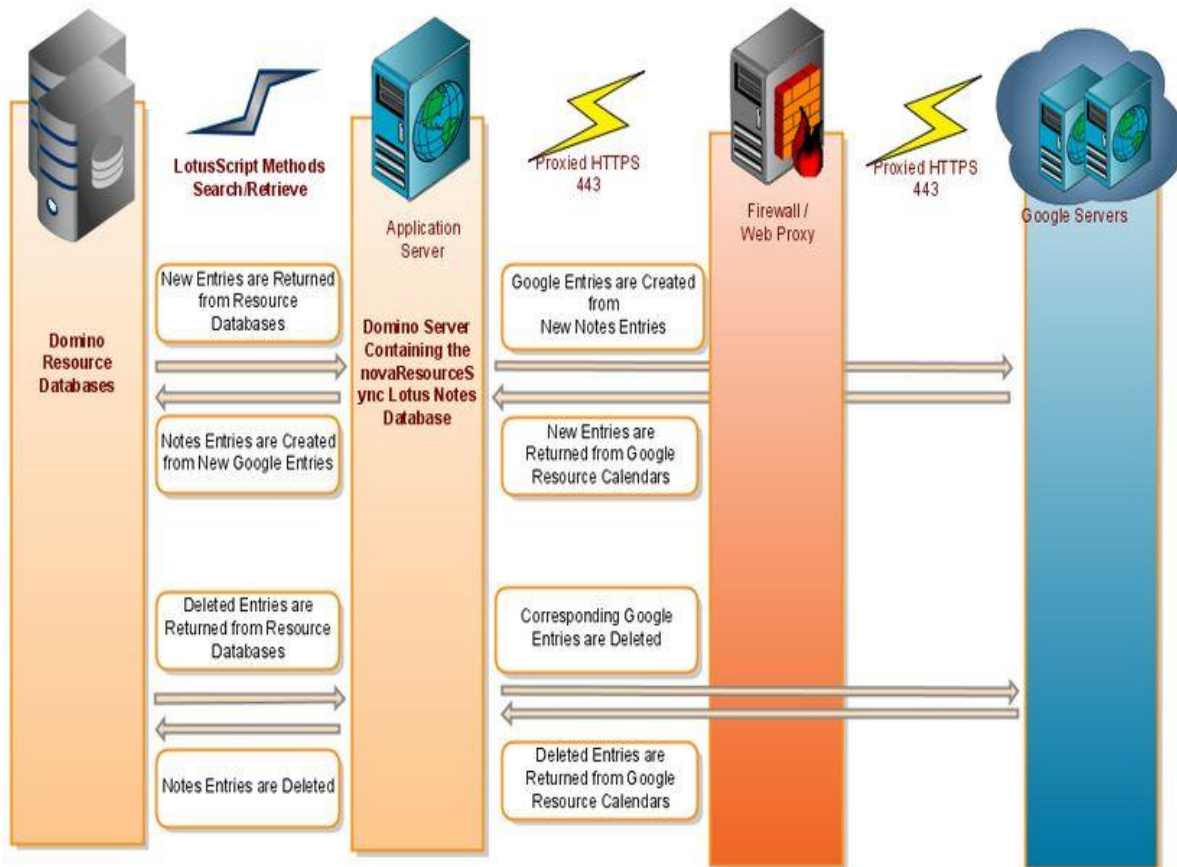 LotusScript Methods
Search/Retrieve
Proxied HTTPS
443
Proxied HTTPS
443
Application
Server
Firewall /
Web Proxy
Google Servers
New Entries are Returned
from Resource
Databases
Google Entries are Created
from
New Notes Entries
Domino
Resource
Databases
Domino Server
Containing the
novaResourceS
ync Lotus Notes
Database
Notes Entries are Created
from New Google Entries
New Entries are
Returned from Google
Resource Calendars
Deleted Entries are
Returned from Resource
Databases
Corresponding Google
Entries are Deleted
Notes Entries are Deleted
Deleted Entries are
Returned from Google
Resource Calendars